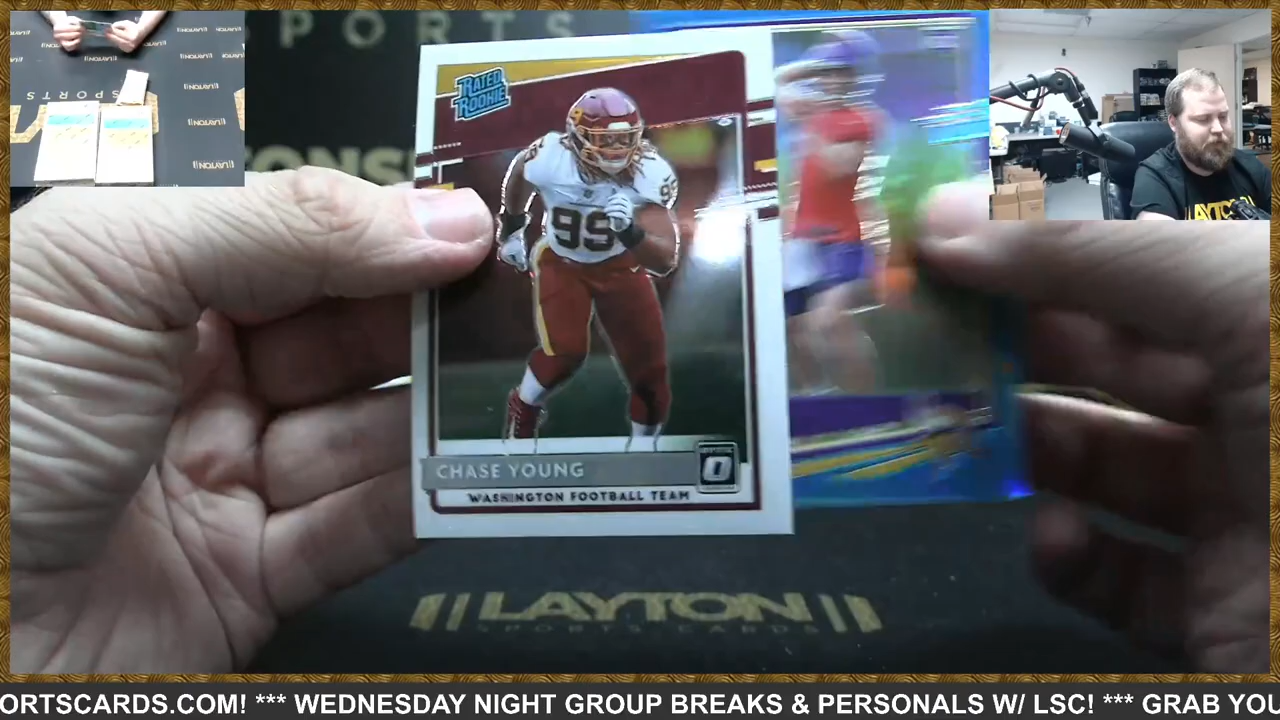 PORTS
RATED
ROOKIE
99
CHASE YOUNG
WASHINGTON FOOTBALL TEAM
LAYTON
SPORTS CARDS
ORTSCARDS.COM! *** WEDNESDAY NIGHT GROUP BREAKS & PERSONALS W/ LSC! *** GRAB YOU